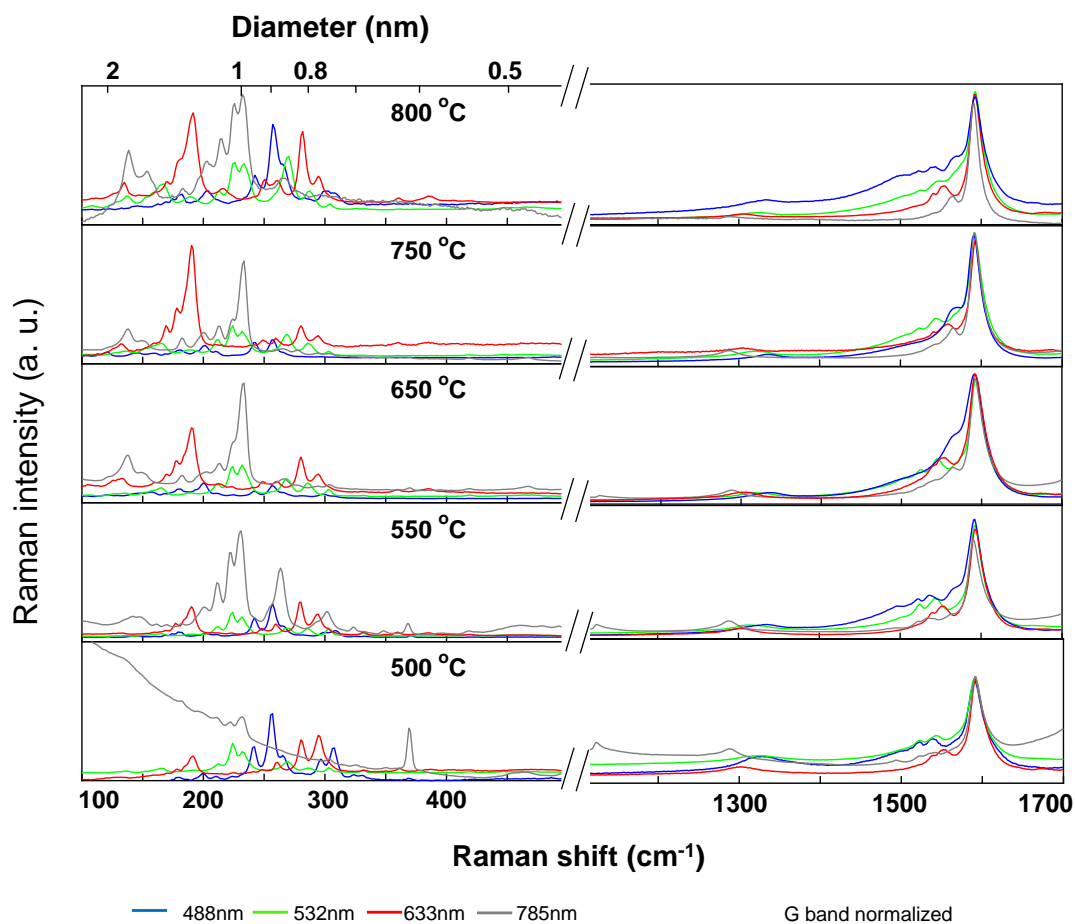 Diameter (nm)
2 1 0.8 0.5
800 °C
750 °C
650 °C
550 °C
500 °C
Raman intensity (a. u.)
100 200 300 400 1300 1500 1700
Raman shift (cm-1)
488nm 532nm 633nm 785nm G band normalized